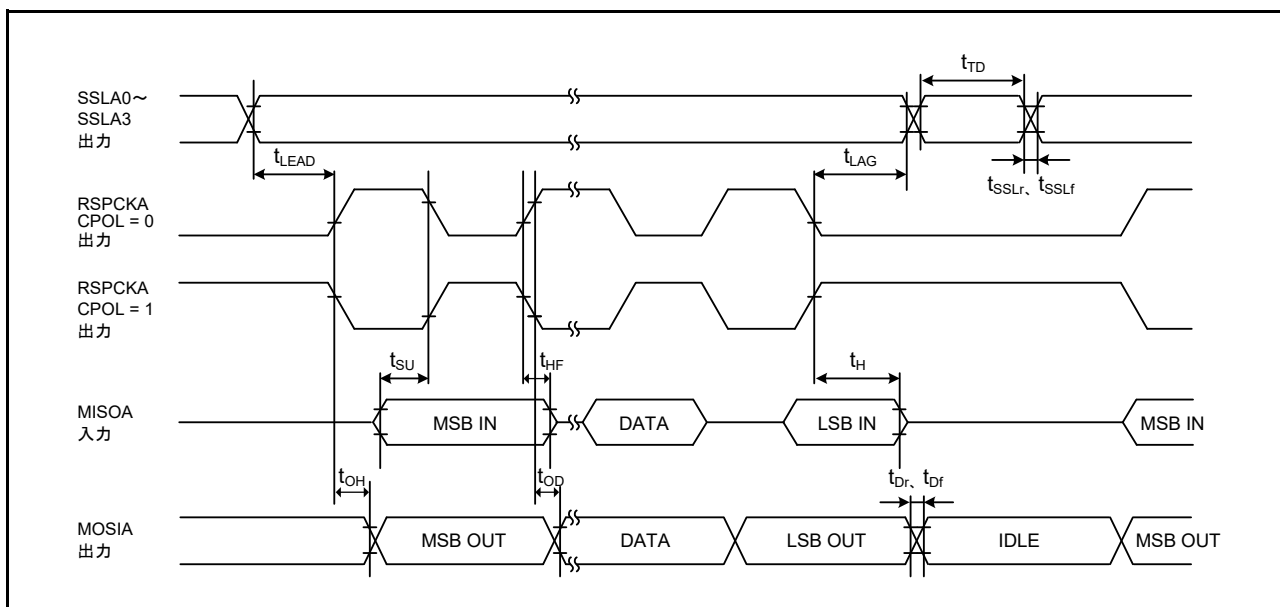 SSLA0～
SSLA3
出力
tTD
tLEAD
tLAG
tSSLr、tSSLf
RSPCKA
CPOL = 0
出力
RSPCKA
CPOL = 1
出力
tSU
tHF
tH
MISOA
入力
MSB IN
DATA
LSB IN
MSB IN
tOH
tOD
tDr、tDf
MOSIA
出力
MSB OUT
DATA
LSB OUT
IDLE
MSB OUT